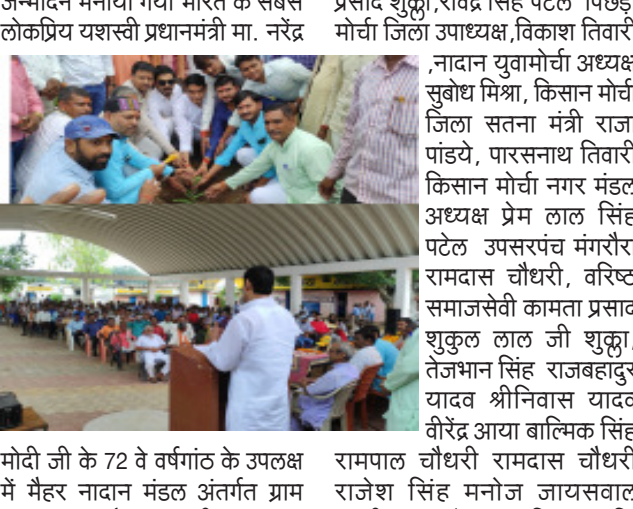 जन्मदिन मनाया गया भारत के सबसे
लोकप्रिय यशस्वी प्रधानमंत्री मा. नरेंद्र
मोदी जी के 72 वे वर्षगांठ के उपलक्ष
में मैहर नादान मंडल अंतर्गत ग्राम
प्रसाद शुक्ला,रविंद्र सिंह पटेल पिछड़ा
मोर्चा जिला उपाध्यक्ष,विकाश तिवारी
,नादान युवामोर्चा अध्यक्ष
सुबोध मिश्रा, किसान मोर्चा
जिला सतना मंत्री राजा
पांडये, पारसनाथ तिवारी
किसान मोर्चा नगर मंडल
अध्यक्ष प्रेम लाल सिंह
पटेल उपसरपंच मंगरौरा
रामदास चौधरी, वरिष्ठ
समाजसेवी कामता प्रसाद
शुकुल लाल जी शुक्ला,
तेजभान सिंह राजबहादुर
यादव श्रीनिवास यादव
वीरेंद्र आया बाल्मिक सिंह
रामपाल चौधरी रामदास चौधरी
राजेश सिंह मनोज जायसवाल